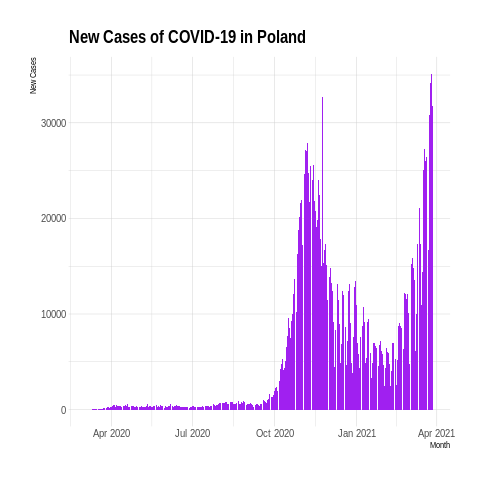 New Cases of COVID-19 in Poland
New Cases
30000
20000
10000
0
Apr 2020 Jul 2020 Oct 2020 Jan 2021 Apr 2021
Month